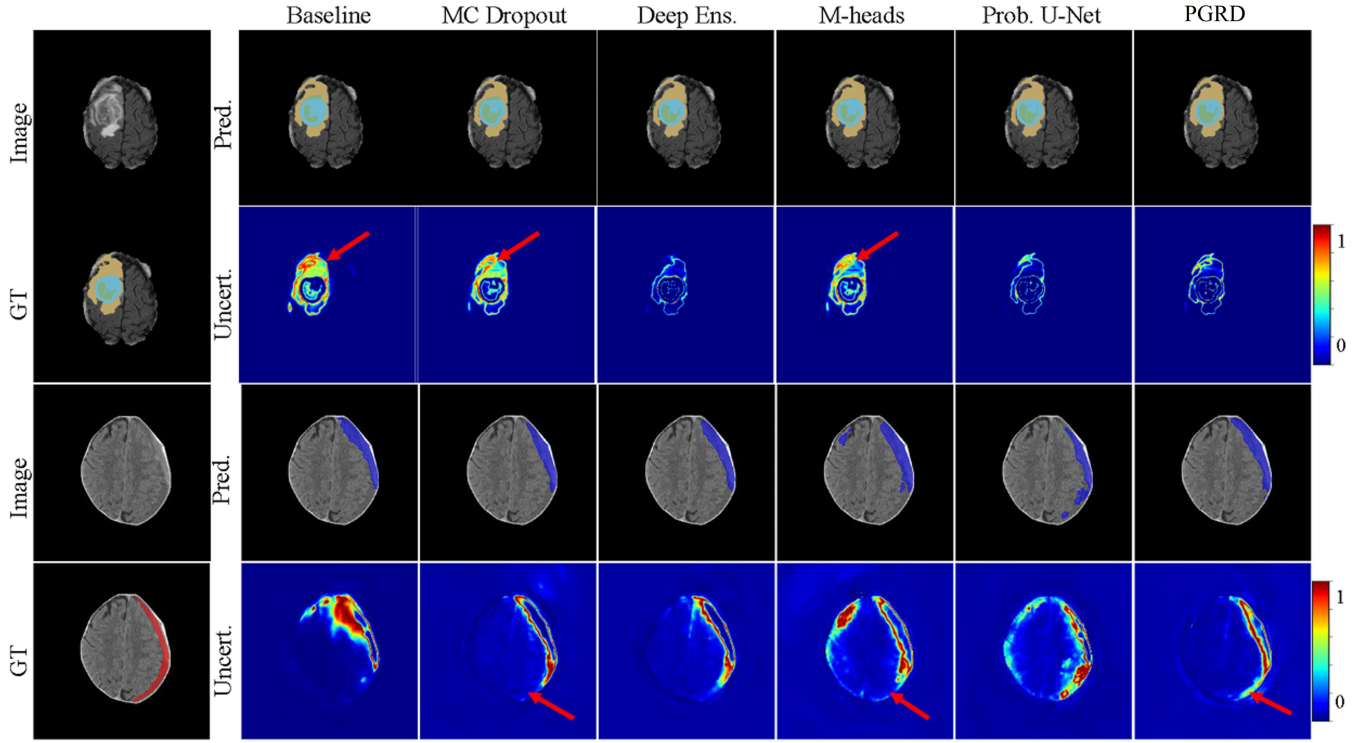 Baseline MC Dropout Deep Ens. M-heads Prob. U-Net PGRD
Image Pred.
GT Uncert. 1
0
Image Pred.
GT Uncert. 1
0